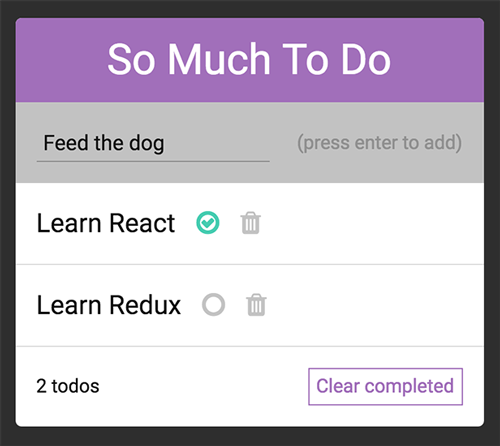 So Much To Do
Feed the dog (press enter to add)
Learn React
Learn Redux
2 todos Clear completed